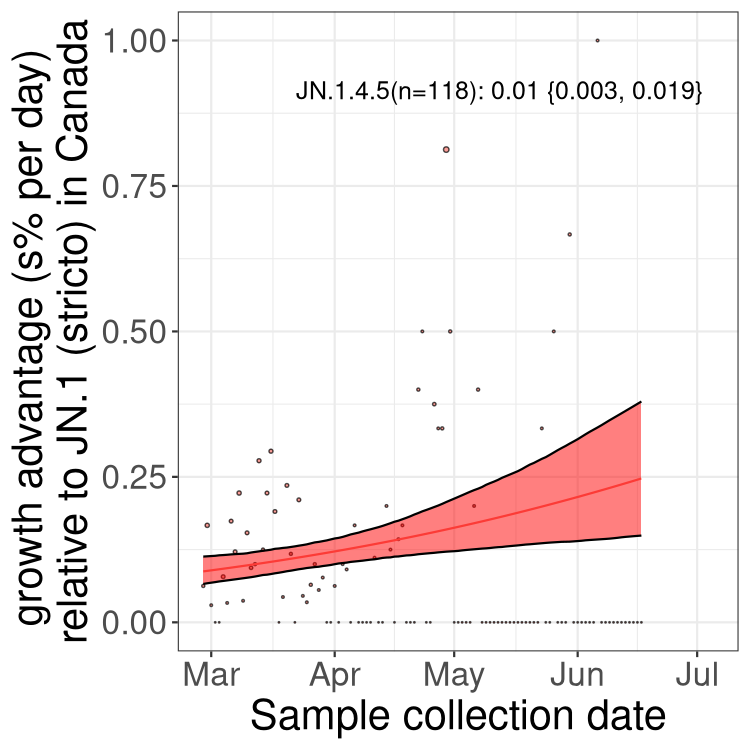 growth advantage (s% per day)
relative to JN.1 (stricto) in Canada
1.00
0.75
0.50
0.25
0.00
JN.1.4.5(n=118): 0.01 {0.003, 0.019}
Mar Apr May Jun Jul
Sample collection date